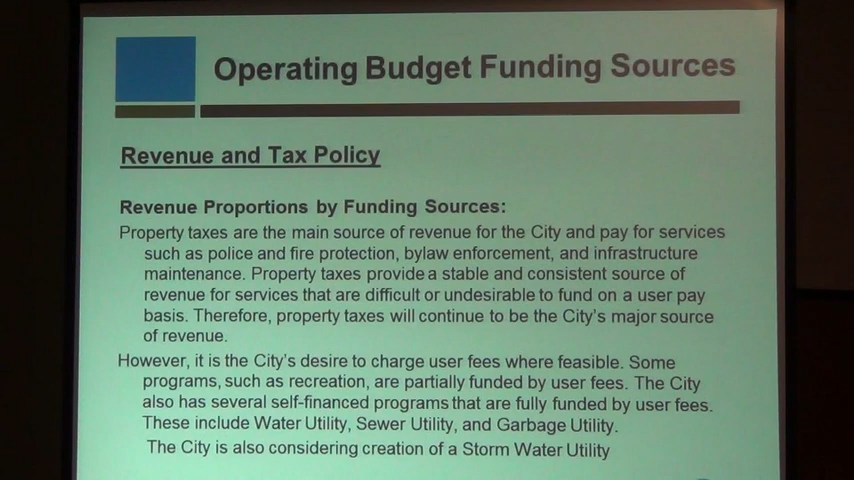 Operating Budget Funding Sources
Revenue and Tax Policy
Revenue Proportions by Funding Sources:
Property taxes are the main source of revenue for the City and pay for services
such as police and fire protection, bylaw enforcement, and infrastructure
maintenance. Property taxes provide a stable and consistent source of
revenue for services that are difficult or undesirable to fund on a user pay
basis. Therefore, property taxes will continue to be the City's major source
of revenue.
However, it is the City's desire to charge user fees where feasible. Some
programs, such as recreation, are partially funded by user fees. The City
also has several self-financed programs that are fully funded by user fees.
These include Water Utility, Sewer Utility, and Garbage Utility.
The City is also considering creation of a Storm Water Utility